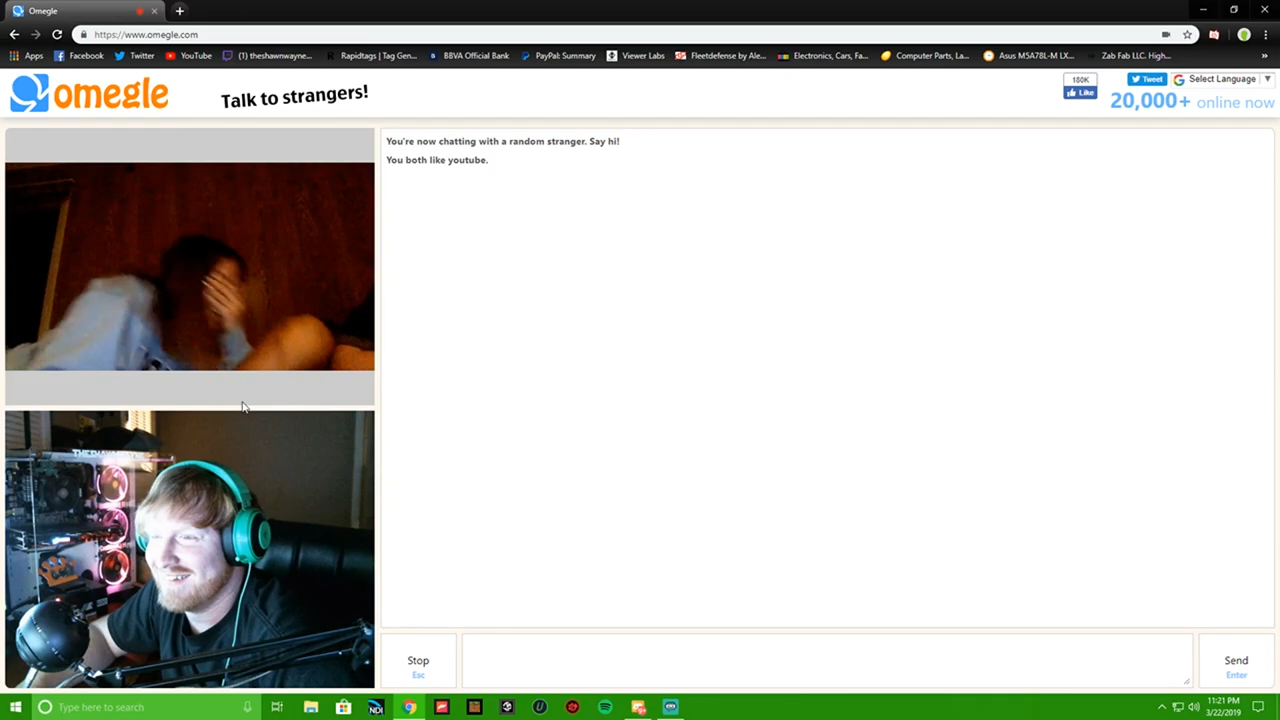 Omegle
https://www.omegle.com
Apps Facebook Twitter YouTube (1) theshawnwayne... Rapidtags | Tag Gen... BBVA Official Bank PayPal: Summary Viewer Labs Fleetdefense by Ale... Electronics, Cars, Fa... Computer Parts, La... Asus M5A78L-M LX... Zab Fab LLC. High...
omegle
Talk to strangers!
180K
Like
Tweet
Select Language
20,000+ online now
You're now chatting with a random stranger. Say hi!
You both like youtube.
Stop
Esc
Send
Enter
Type here to search
NDI
11:21 PM
3/22/2019